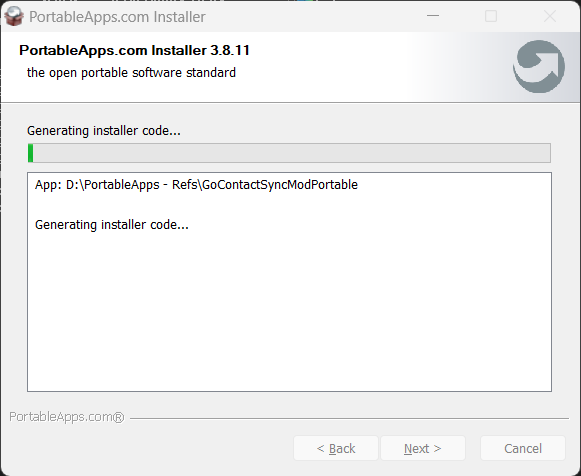 PortableApps.com Installer
PortableApps.com Installer 3.8.11
the open portable software standard
Generating installer code...
App: D:\PortableApps - Refs\GoContactSyncModPortable
Generating installer code...
PortableApps.com®
< Back
Next >
Cancel